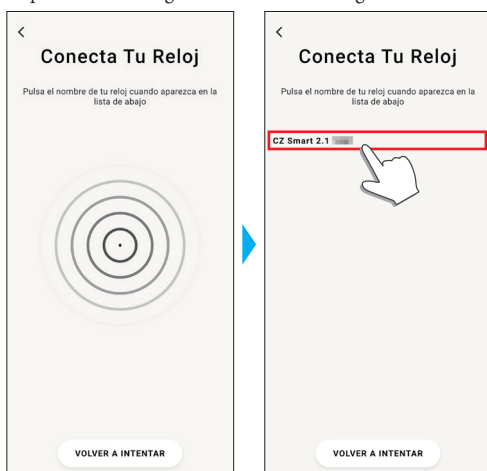 Conecta Tu Reloj
Pulsa el nombre de tu reloj cuando aparezca en la
lista de abajo
VOLVER A INTENTAR
Conecta Tu Reloj
Pulsa el nombre de tu reloj cuando aparezca en la
lista de abajo
CZ Smart 2.1
VOLVER A INTENTAR